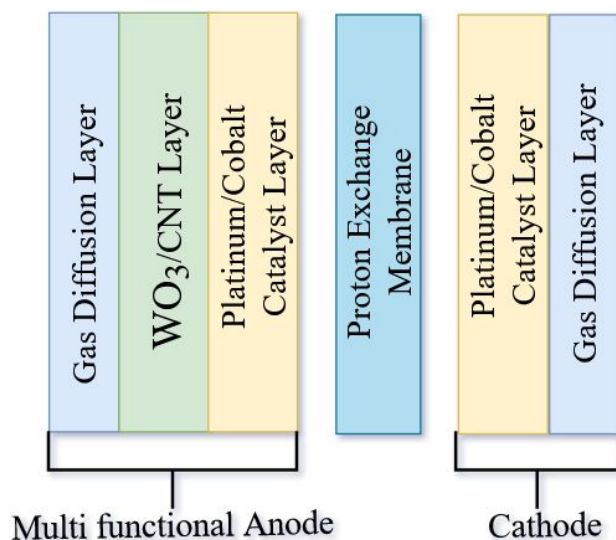 Gas Diffusion Layer
WO₃/CNT Layer
Platinum/Cobalt
Catalyst Layer
Proton Exchange
Membrane
Platinum/Cobalt
Catalyst Layer
Gas Diffusion Layer
Multi functional Anode
Cathode